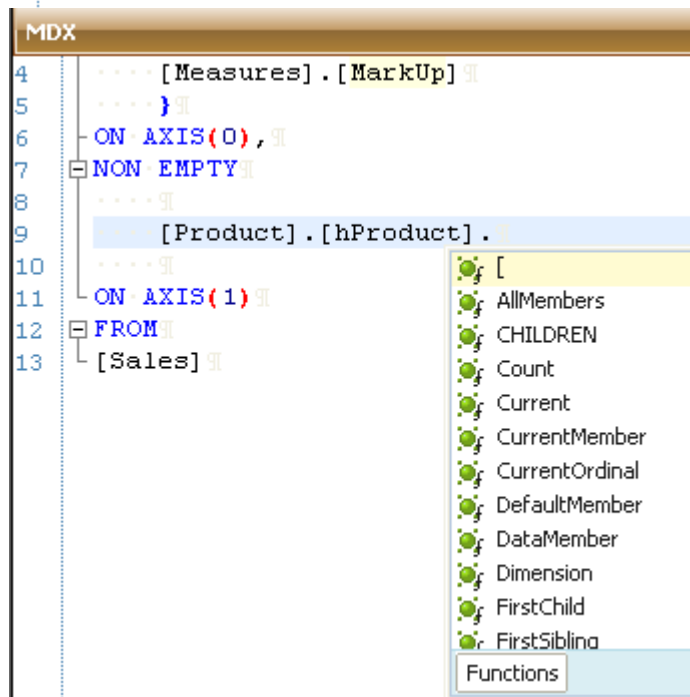 MDX
4 [Measures].[MarkUp]
5 }
6 ON AXIS(0),
7 NON EMPTY
8
9 [Product].[hProduct].
10
11 ON AXIS(1)
12 FROM
13 [Sales]
[
AllMembers
CHILDREN
Count
Current
CurrentMember
CurrentOrdinal
DefaultMember
DataMember
Dimension
FirstChild
FirstSibling
Functions